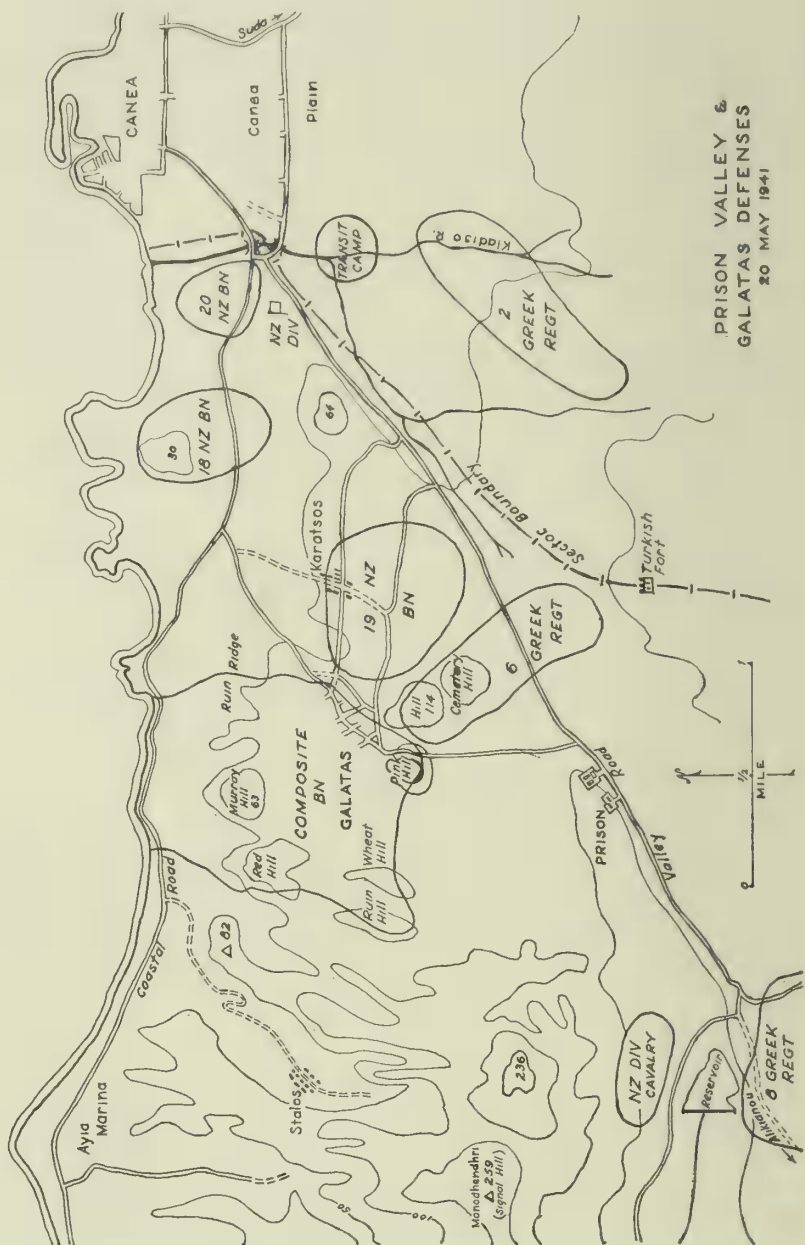 CANEA
Suda
Canea
Plain
20
NZ BN
NZ
DIV
TRANSIT
CAMP
Kladiso R.
2
GREEK
REGT
30
18 NZ BN
64
Karatsos
19 NZ
BN
Sector Boundary
Turkish
Fort
Ruin Ridge
Hill
114
Cemetery
Hill
6
GREEK
REGT
Murray
Hill
63
COMPOSITE
BN
GALATAS
Pink
Hill
Red
Hill
Wheat
Hill
Ruin
Hill
PRISON
Valley Road
Coastal Road
Δ 82
Ayia
Marina
Stalos
236
Monodhendhri
Δ 259
(Signal Hill)
50
100
NZ DIV
CAVALRY
Reservoir
Alikianou
8 GREEK
REGT
N
0 1/2 1
MILE
PRISON VALLEY &
GALATAS DEFENSES
20 MAY 1941